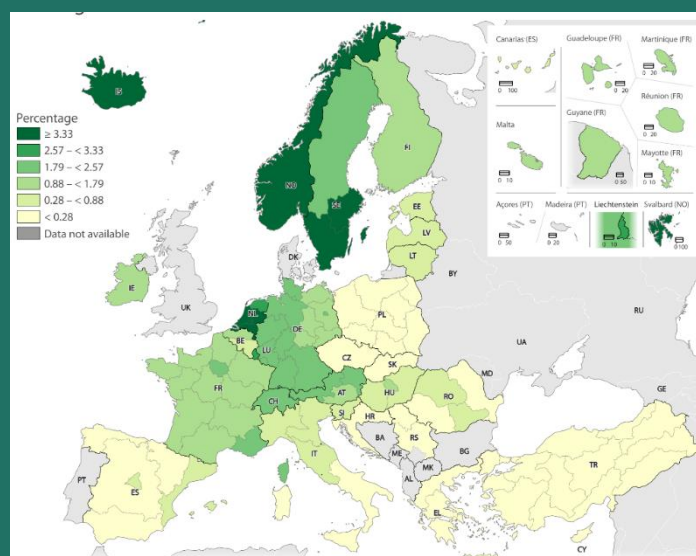 Percentage
≥ 3.33
2.57 – < 3.33
1.79 – < 2.57
0.88 – < 1.79
0.28 – < 0.88
< 0.28
Data not available
Canarias (ES)
0 100
Guadeloupe (FR)
0 20
Martinique (FR)
0 20
Malta
0 10
Guyane (FR)
0 50
Réunion (FR)
0 20
Mayotte (FR)
0 10
Açores (PT)
0 50
Madeira (PT)
0 20
Liechtenstein
0 10
Svalbard (NO)
0 100
IS
NO
SE
FI
EE
LV
LT
DK
IE
UK
NL
BE
LU
DE
PL
BY
RU
UA
CZ
SK
MD
FR
CH
AT
HU
RO
SI
HR
BA
RS
GE
IT
ME
BG
MK
AL
PT
ES
EL
TR
CY